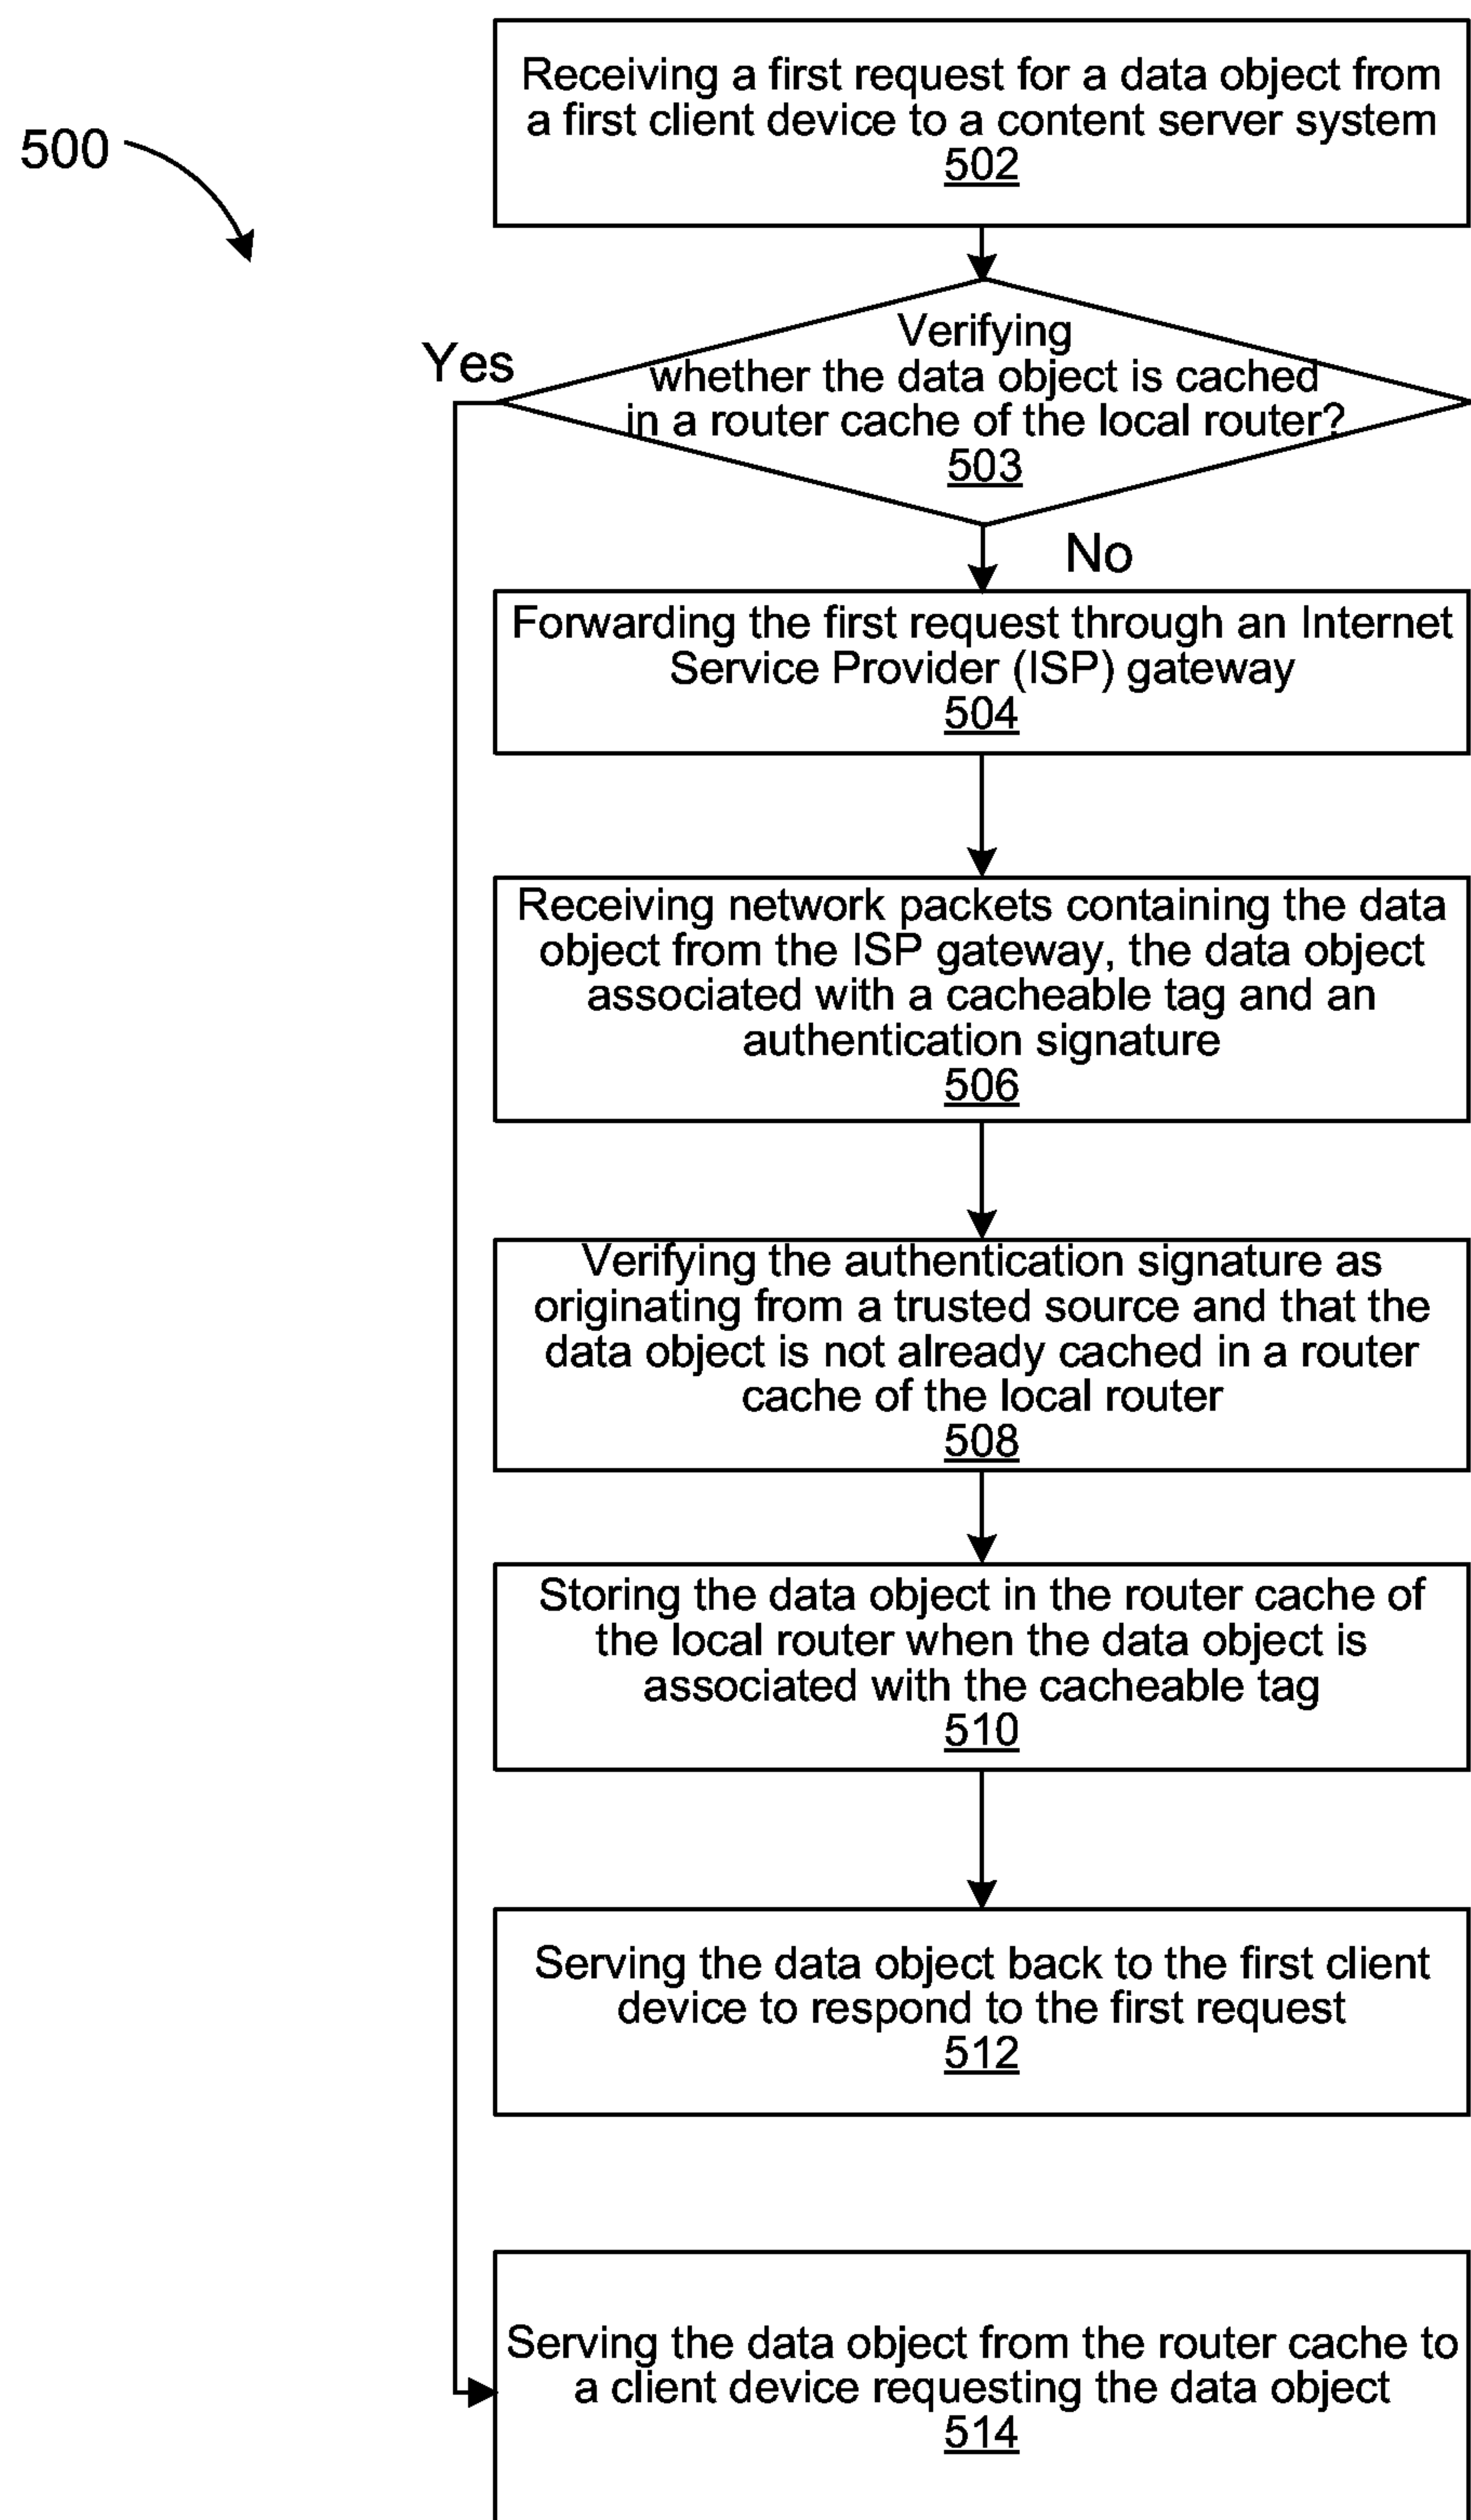 Receiving a first request for a data object from
a first client device to a content server system
502
500
Verifying
whether the data object is cached
in a router cache of the local router?
503
Yes
No
Forwarding the first request through an Internet
Service Provider (ISP) gateway
504
Receiving network packets containing the data
object from the ISP gateway, the data object
associated with a cacheable tag and an
authentication signature
506
Verifying the authentication signature as
originating from a trusted source and that the
data object is not already cached in a router
cache of the local router
508
Storing the data object in the router cache of
the local router when the data object is
associated with the cacheable tag
510
Serving the data object back to the first client
device to respond to the first request
512
Serving the data object from the router cache to
a client device requesting the data object
514